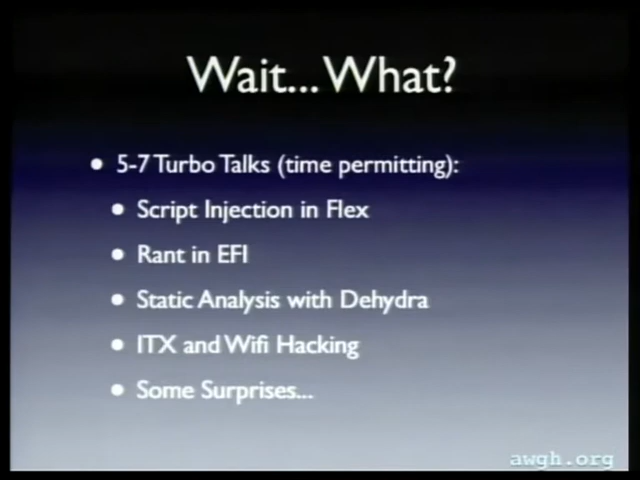 Wait... What?
5-7 Turbo Talks (time permitting):
Script Injection in Flex
Rant in EFI
Static Analysis with Dehydra
ITX and Wifi Hacking
Some Surprises...
awgh.org